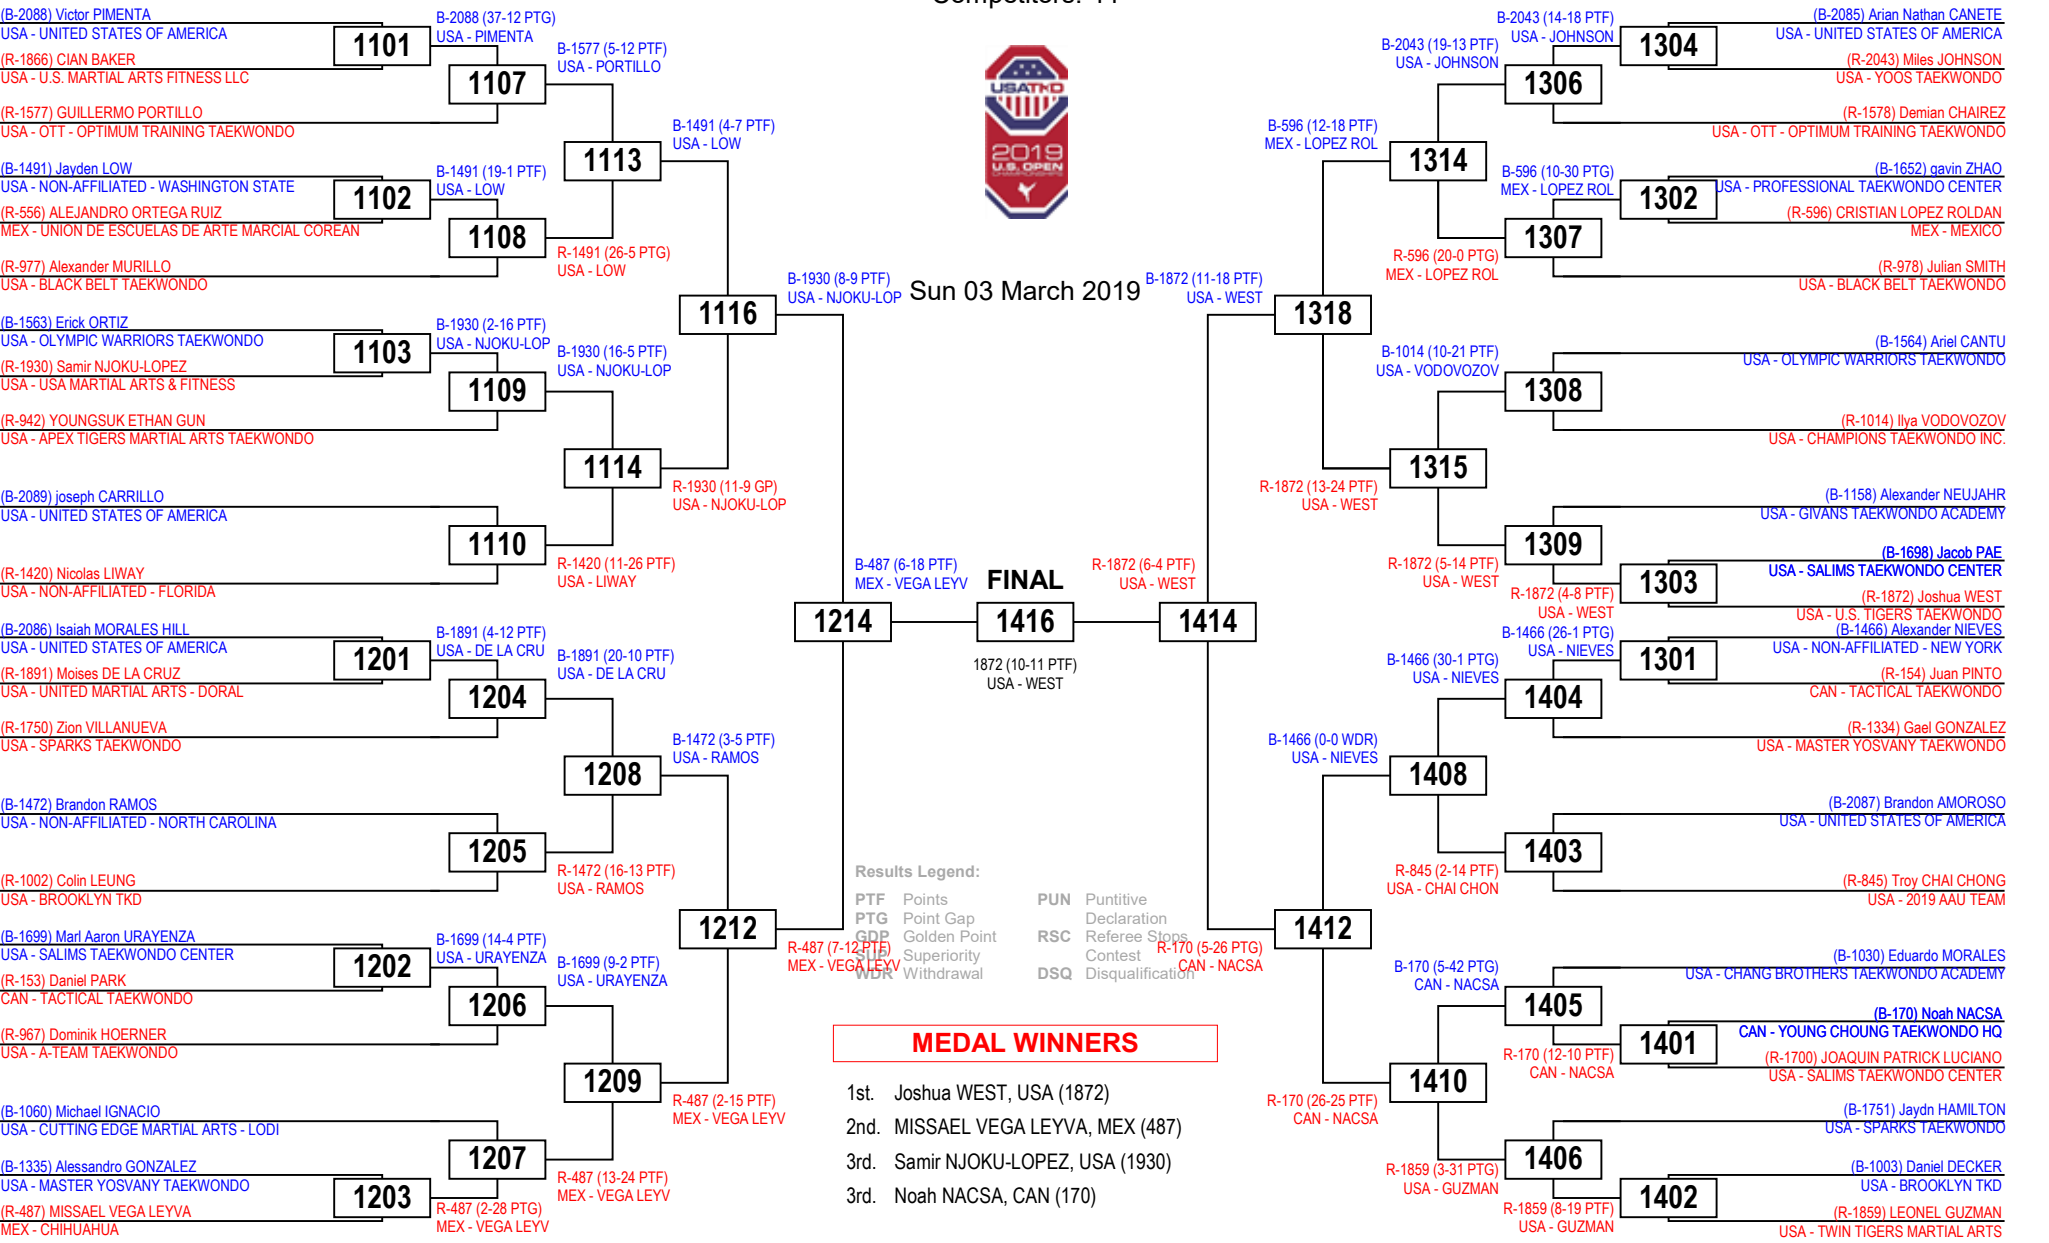 Competitors: 44
(B-2088) Victor PIMENTA
USA - UNITED STATES OF AMERICA
1101
(R-1866) CIAN BAKER
USA - U.S. MARTIAL ARTS FITNESS LLC
B-2088 (37-12 PTG)
USA - PIMENTA
1107
B-1577 (5-12 PTF)
USA - PORTILLO
(R-1577) GUILLERMO PORTILLO
USA - OTT - OPTIMUM TRAINING TAEKWONDO
1113
B-1491 (4-7 PTF)
USA - LOW
(B-1491) Jayden LOW
USA - NON-AFFILIATED - WASHINGTON STATE
1102
(R-556) ALEJANDRO ORTEGA RUIZ
MEX - UNION DE ESCUELAS DE ARTE MARCIAL COREAN
B-1491 (19-1 PTF)
USA - LOW
1108
R-1491 (26-5 PTG)
USA - LOW
(R-977) Alexander MURILLO
USA - BLACK BELT TAEKWONDO
1116
B-1930 (8-9 PTF)
USA - NJOKU-LOP
(B-1563) Erick ORTIZ
USA - OLYMPIC WARRIORS TAEKWONDO
1103
(R-1930) Samir NJOKU-LOPEZ
USA - USA MARTIAL ARTS & FITNESS
B-1930 (2-16 PTF)
USA - NJOKU-LOP
1109
B-1930 (16-5 PTF)
USA - NJOKU-LOP
(R-942) YOUNGSUK ETHAN GUN
USA - APEX TIGERS MARTIAL ARTS TAEKWONDO
1114
R-1930 (11-9 GP)
USA - NJOKU-LOP
(B-2089) joseph CARRILLO
USA - UNITED STATES OF AMERICA
1110
R-1420 (11-26 PTF)
USA - LIWAY
(R-1420) Nicolas LIWAY
USA - NON-AFFILIATED - FLORIDA
1214
B-487 (6-18 PTF)
MEX - VEGA LEYV
(B-2086) Isaiah MORALES HILL
USA - UNITED STATES OF AMERICA
1201
(R-1891) Moises DE LA CRUZ
USA - UNITED MARTIAL ARTS - DORAL
B-1891 (4-12 PTF)
USA - DE LA CRU
1204
B-1891 (20-10 PTF)
USA - DE LA CRU
(R-1750) Zion VILLANUEVA
USA - SPARKS TAEKWONDO
1208
B-1472 (3-5 PTF)
USA - RAMOS
(B-1472) Brandon RAMOS
USA - NON-AFFILIATED - NORTH CAROLINA
1205
R-1472 (16-13 PTF)
USA - RAMOS
(R-1002) Colin LEUNG
USA - BROOKLYN TKD
1212
R-487 (7-12 PTF)
MEX - VEGA LEYV
(B-1699) Marl Aaron URAYENZA
USA - SALIMS TAEKWONDO CENTER
1202
(R-153) Daniel PARK
CAN - TACTICAL TAEKWONDO
B-1699 (14-4 PTF)
USA - URAYENZA
1206
B-1699 (9-2 PTF)
USA - URAYENZA
(R-967) Dominik HOERNER
USA - A-TEAM TAEKWONDO
1209
R-487 (2-15 PTF)
MEX - VEGA LEYV
(B-1060) Michael IGNACIO
USA - CUTTING EDGE MARTIAL ARTS - LODI
1207
R-487 (13-24 PTF)
MEX - VEGA LEYV
(B-1335) Alessandro GONZALEZ
USA - MASTER YOSVANY TAEKWONDO
1203
(R-487) MISSAEL VEGA LEYVA
MEX - CHIHUAHUA
R-487 (2-28 PTG)
MEX - VEGA LEYV
USATKD
2019
U.S. OPEN
CHAMPIONSHIPS
Sun 03 March 2019
FINAL
1416
1872 (10-11 PTF)
USA - WEST
Results Legend:
PTF Points
PTG Point Gap
GDP Golden Point
SUP Superiority
WDR Withdrawal
PUN Puntitive
Declaration
RSC Referee Stops
Contest
DSQ Disqualification
MEDAL WINNERS
1st. Joshua WEST, USA (1872)
2nd. MISSAEL VEGA LEYVA, MEX (487)
3rd. Samir NJOKU-LOPEZ, USA (1930)
3rd. Noah NACSA, CAN (170)
B-2043 (14-18 PTF)
USA - JOHNSON
1304
(B-2085) Arian Nathan CANETE
USA - UNITED STATES OF AMERICA
(R-2043) Miles JOHNSON
USA - YOOS TAEKWONDO
B-2043 (19-13 PTF)
USA - JOHNSON
1306
(R-1578) Demian CHAIREZ
USA - OTT - OPTIMUM TRAINING TAEKWONDO
B-596 (12-18 PTF)
MEX - LOPEZ ROL
1314
B-596 (10-30 PTG)
MEX - LOPEZ ROL
1302
(B-1652) gavin ZHAO
USA - PROFESSIONAL TAEKWONDO CENTER
(R-596) CRISTIAN LOPEZ ROLDAN
MEX - MEXICO
R-596 (20-0 PTG)
MEX - LOPEZ ROL
1307
(R-978) Julian SMITH
USA - BLACK BELT TAEKWONDO
B-1872 (11-18 PTF)
USA - WEST
1318
B-1014 (10-21 PTF)
USA - VODOVOZOV
1308
(B-1564) Ariel CANTU
USA - OLYMPIC WARRIORS TAEKWONDO
(R-1014) Ilya VODOVOZOV
USA - CHAMPIONS TAEKWONDO INC.
R-1872 (13-24 PTF)
USA - WEST
1315
(B-1158) Alexander NEUJAHR
USA - GIVANS TAEKWONDO ACADEMY
R-1872 (5-14 PTF)
USA - WEST
1309
(B-1698) Jacob PAE
USA - SALIMS TAEKWONDO CENTER
R-1872 (4-8 PTF)
USA - WEST
1303
(R-1872) Joshua WEST
USA - U.S. TIGERS TAEKWONDO
R-1872 (6-4 PTF)
USA - WEST
1414
B-1466 (26-1 PTG)
USA - NIEVES
1301
(B-1466) Alexander NIEVES
USA - NON-AFFILIATED - NEW YORK
(R-154) Juan PINTO
CAN - TACTICAL TAEKWONDO
B-1466 (30-1 PTG)
USA - NIEVES
1404
(R-1334) Gael GONZALEZ
USA - MASTER YOSVANY TAEKWONDO
B-1466 (0-0 WDR)
USA - NIEVES
1408
(B-2087) Brandon AMOROSO
USA - UNITED STATES OF AMERICA
R-845 (2-14 PTF)
USA - CHAI CHON
1403
(R-845) Troy CHAI CHONG
USA - 2019 AAU TEAM
R-170 (5-26 PTG)
CAN - NACSA
1412
(B-1030) Eduardo MORALES
USA - CHANG BROTHERS TAEKWONDO ACADEMY
B-170 (5-42 PTG)
CAN - NACSA
1405
(B-170) Noah NACSA
CAN - YOUNG CHOUNG TAEKWONDO HQ
R-170 (12-10 PTF)
CAN - NACSA
1401
(R-1700) JOAQUIN PATRICK LUCIANO
USA - SALIMS TAEKWONDO CENTER
R-170 (26-25 PTF)
CAN - NACSA
1410
(B-1751) Jaydn HAMILTON
USA - SPARKS TAEKWONDO
R-1859 (3-31 PTG)
USA - GUZMAN
1406
(B-1003) Daniel DECKER
USA - BROOKLYN TKD
R-1859 (8-19 PTF)
USA - GUZMAN
1402
(R-1859) LEONEL GUZMAN
USA - TWIN TIGERS MARTIAL ARTS